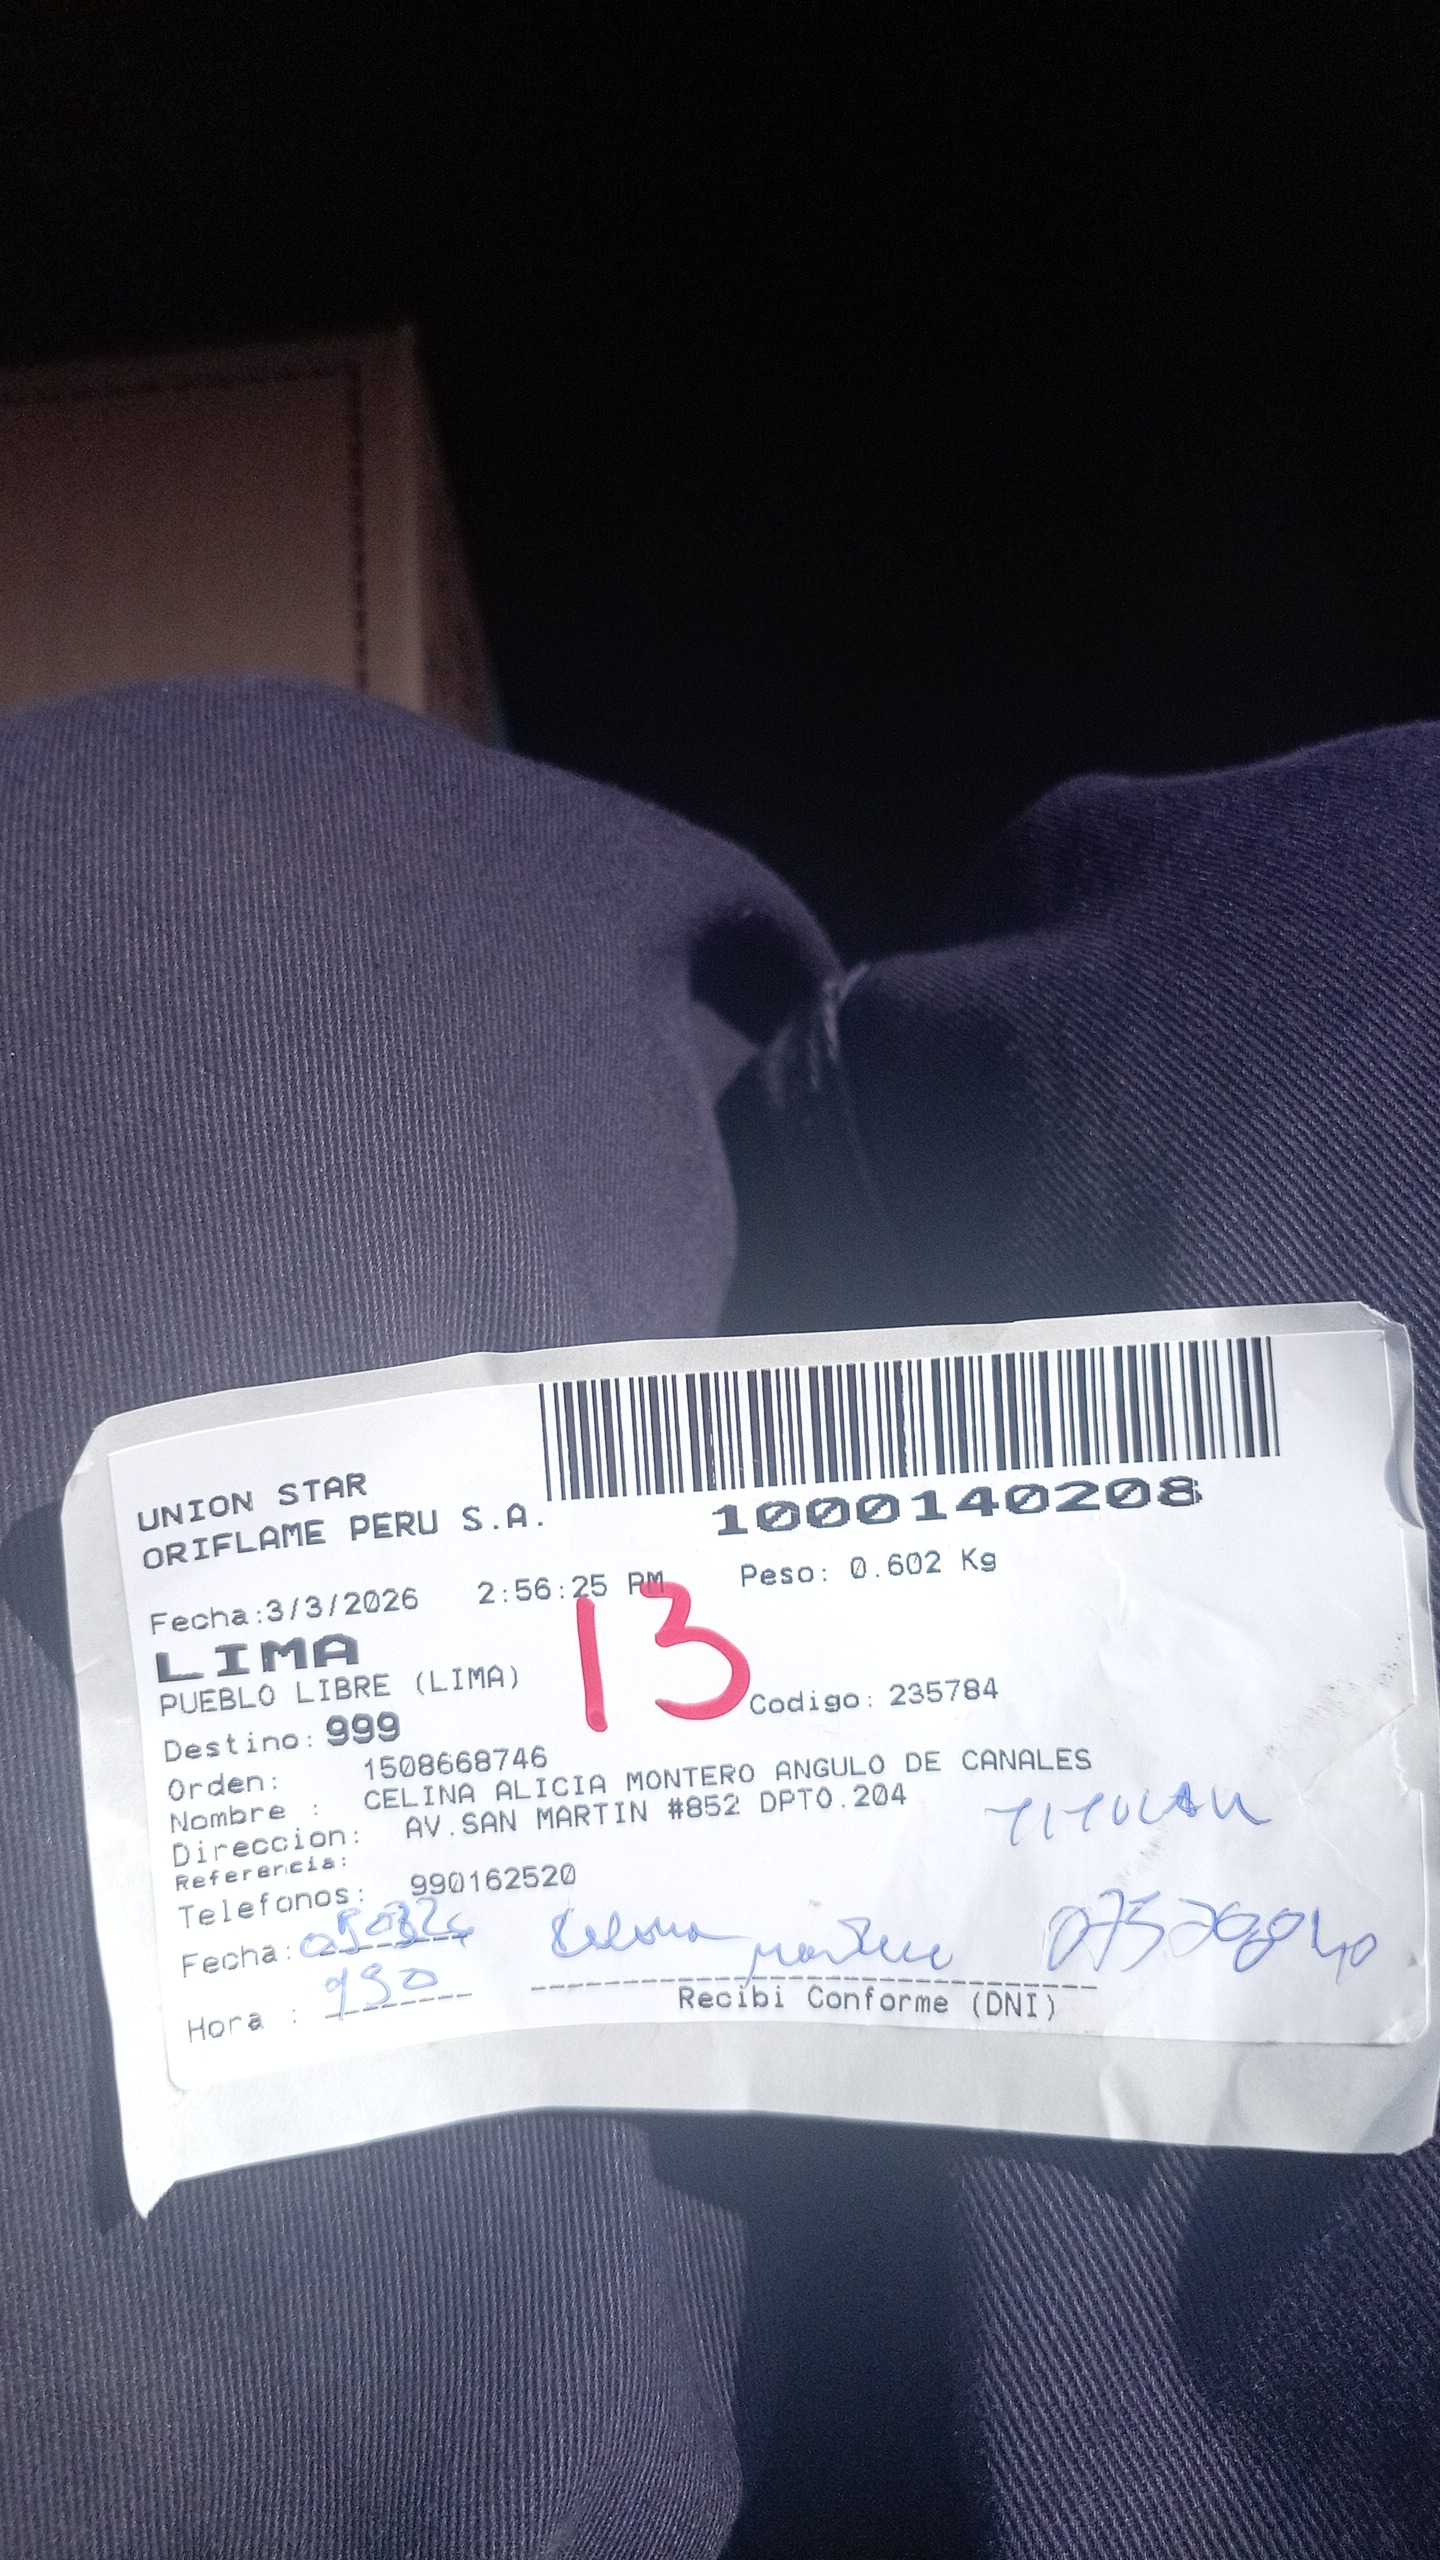 1000140208
UNION STAR
ORIFLAME PERU S.A.
Fecha:3/3/2026 2:56:25 PM Peso: 0.602 Kg
13
LIMA
PUEBLO LIBRE (LIMA)
Destino: 999 Codigo: 235784
Orden: 1508668746
Nombre : CELINA ALICIA MONTERO ANGULO DE CANALES
Direccion: AV.SAN MARTIN #852 DPTO.204
TITULAR
Referencia:
Telefonos: 990162520
Fecha:
Hora : 950
Recibi Conforme (DNI)